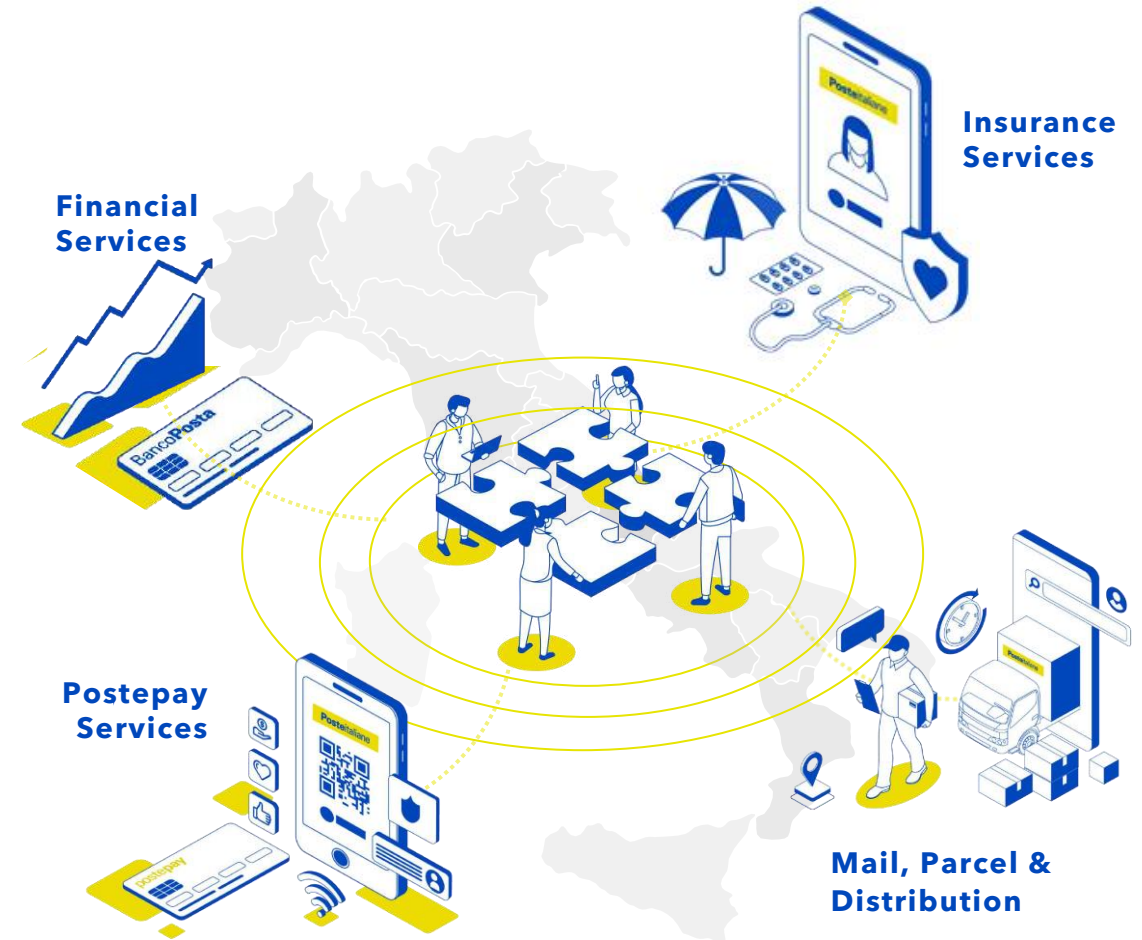 Posteitaliane
Insurance
Services
Financial
Services
BancoPosta
Posteitaliane
Postepay
Services
Posteitaliane
postepay
Mail, Parcel &
Distribution